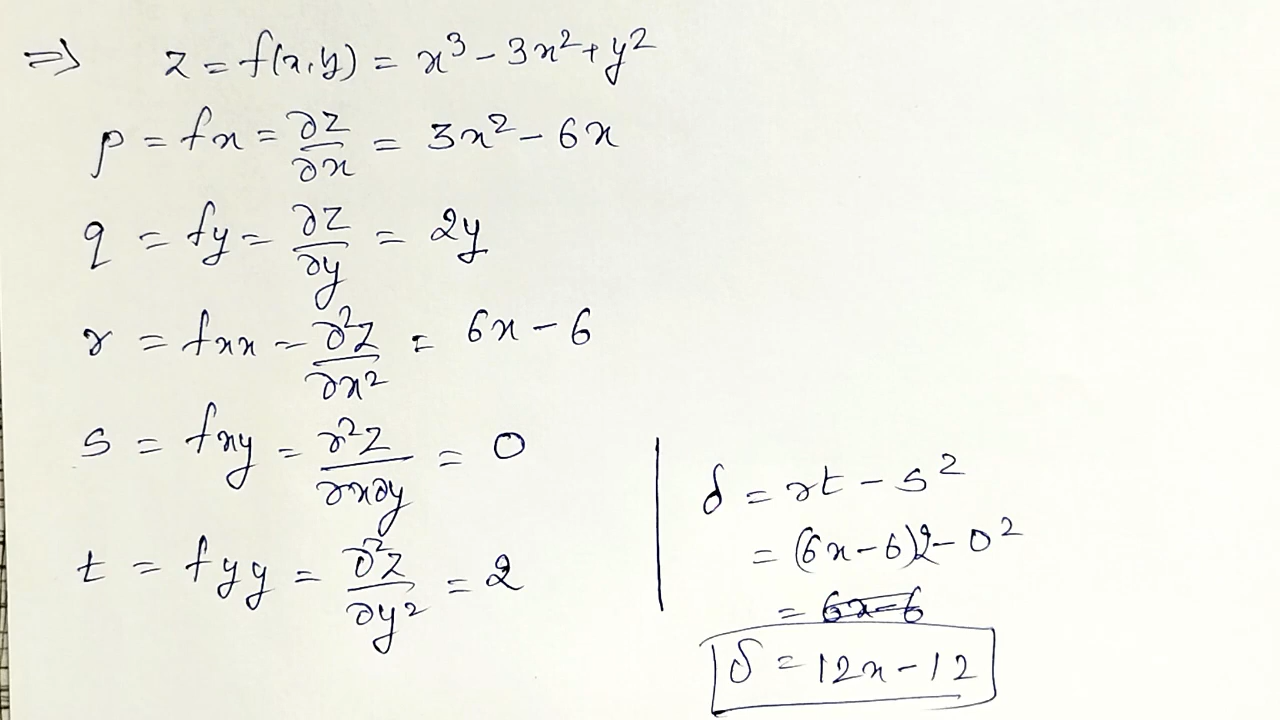 ⇒ z = f(x,y) = x³ - 3x² + y²
p = fx = ∂z/∂x = 3x² - 6x
q = fy = ∂z/∂y = 2y
r = fxx = ∂²z/∂x² = 6x - 6
s = fxy = ∂²z/∂x∂y = 0
t = fyy = ∂²z/∂y² = 2
δ = rt - s²
= (6x - 6)2 - 0²
= 6x-6
δ = 12x - 12